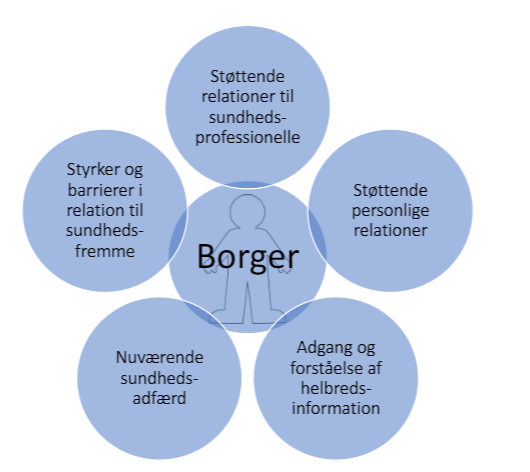 Støttende
relationer til
sundheds-
professionelle
Støttende
personlige
relationer
Adgang og
forståelse af
helbreds-
information
Nuværende
sundheds-
adfærd
Styrker og
barrierer i
relation til
sundheds-
fremme
Borger